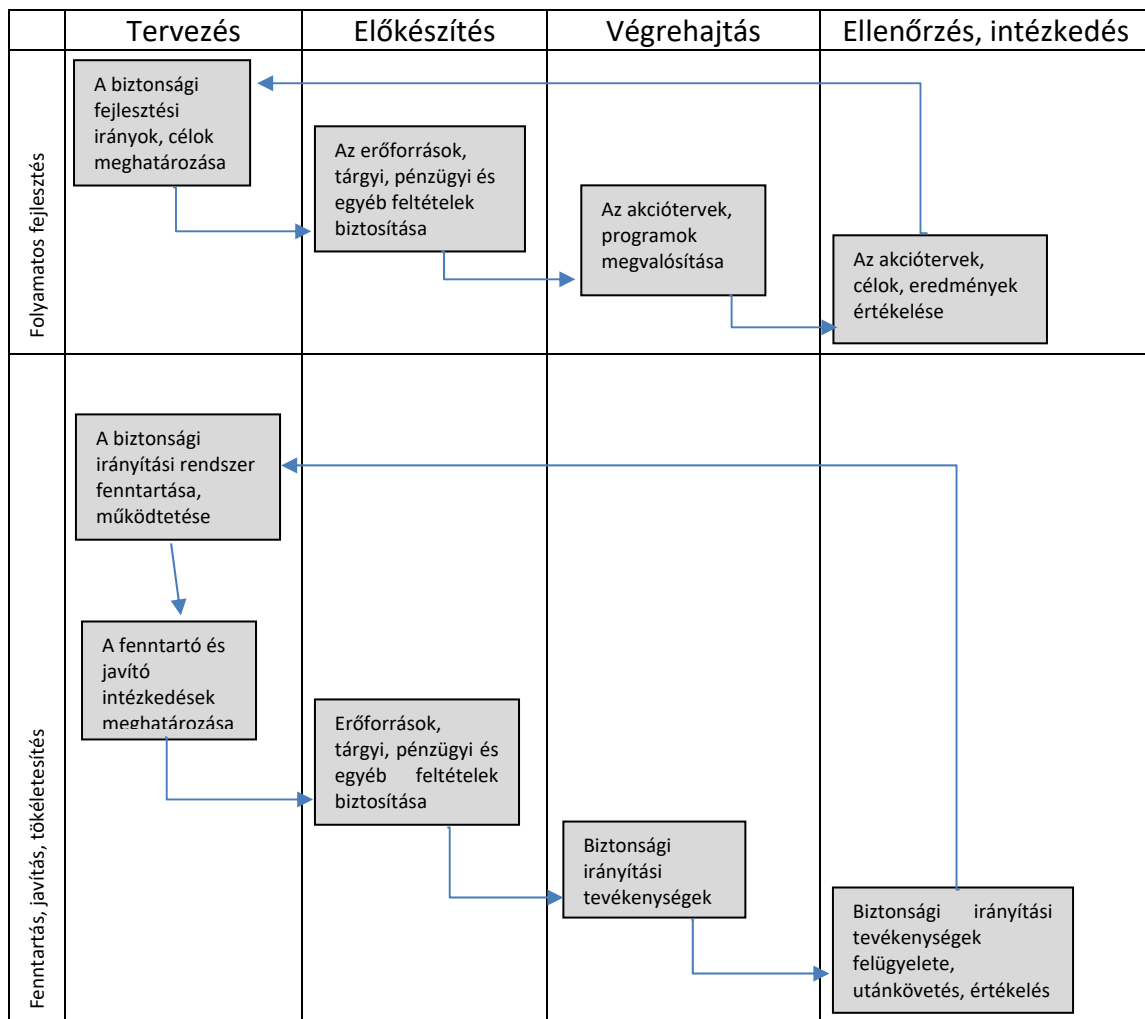 Tervezés
Előkészítés
Végrehajtás
Ellenőrzés, intézkedés
Folyamatos fejlesztés
A biztonsági
fejlesztési
irányok, célok
meghatározása
Az erőforrások,
tárgyi, pénzügyi és
egyéb feltételek
biztosítása
Az akciótervek,
programok
megvalósítása
Az akciótervek,
célok, eredmények
értékelése
Fenntartás, javítás, tökéletesítés
A biztonsági
irányítási rendszer
fenntartása,
működtetése
A fenntartó és
javító
intézkedések
meghatározása
Erőforrások,
tárgyi, pénzügyi és
egyéb feltételek
biztosítása
Biztonsági
irányítási
tevékenységek
Biztonsági irányítási
tevékenységek
felügyelete,
utánkövetés, értékelés